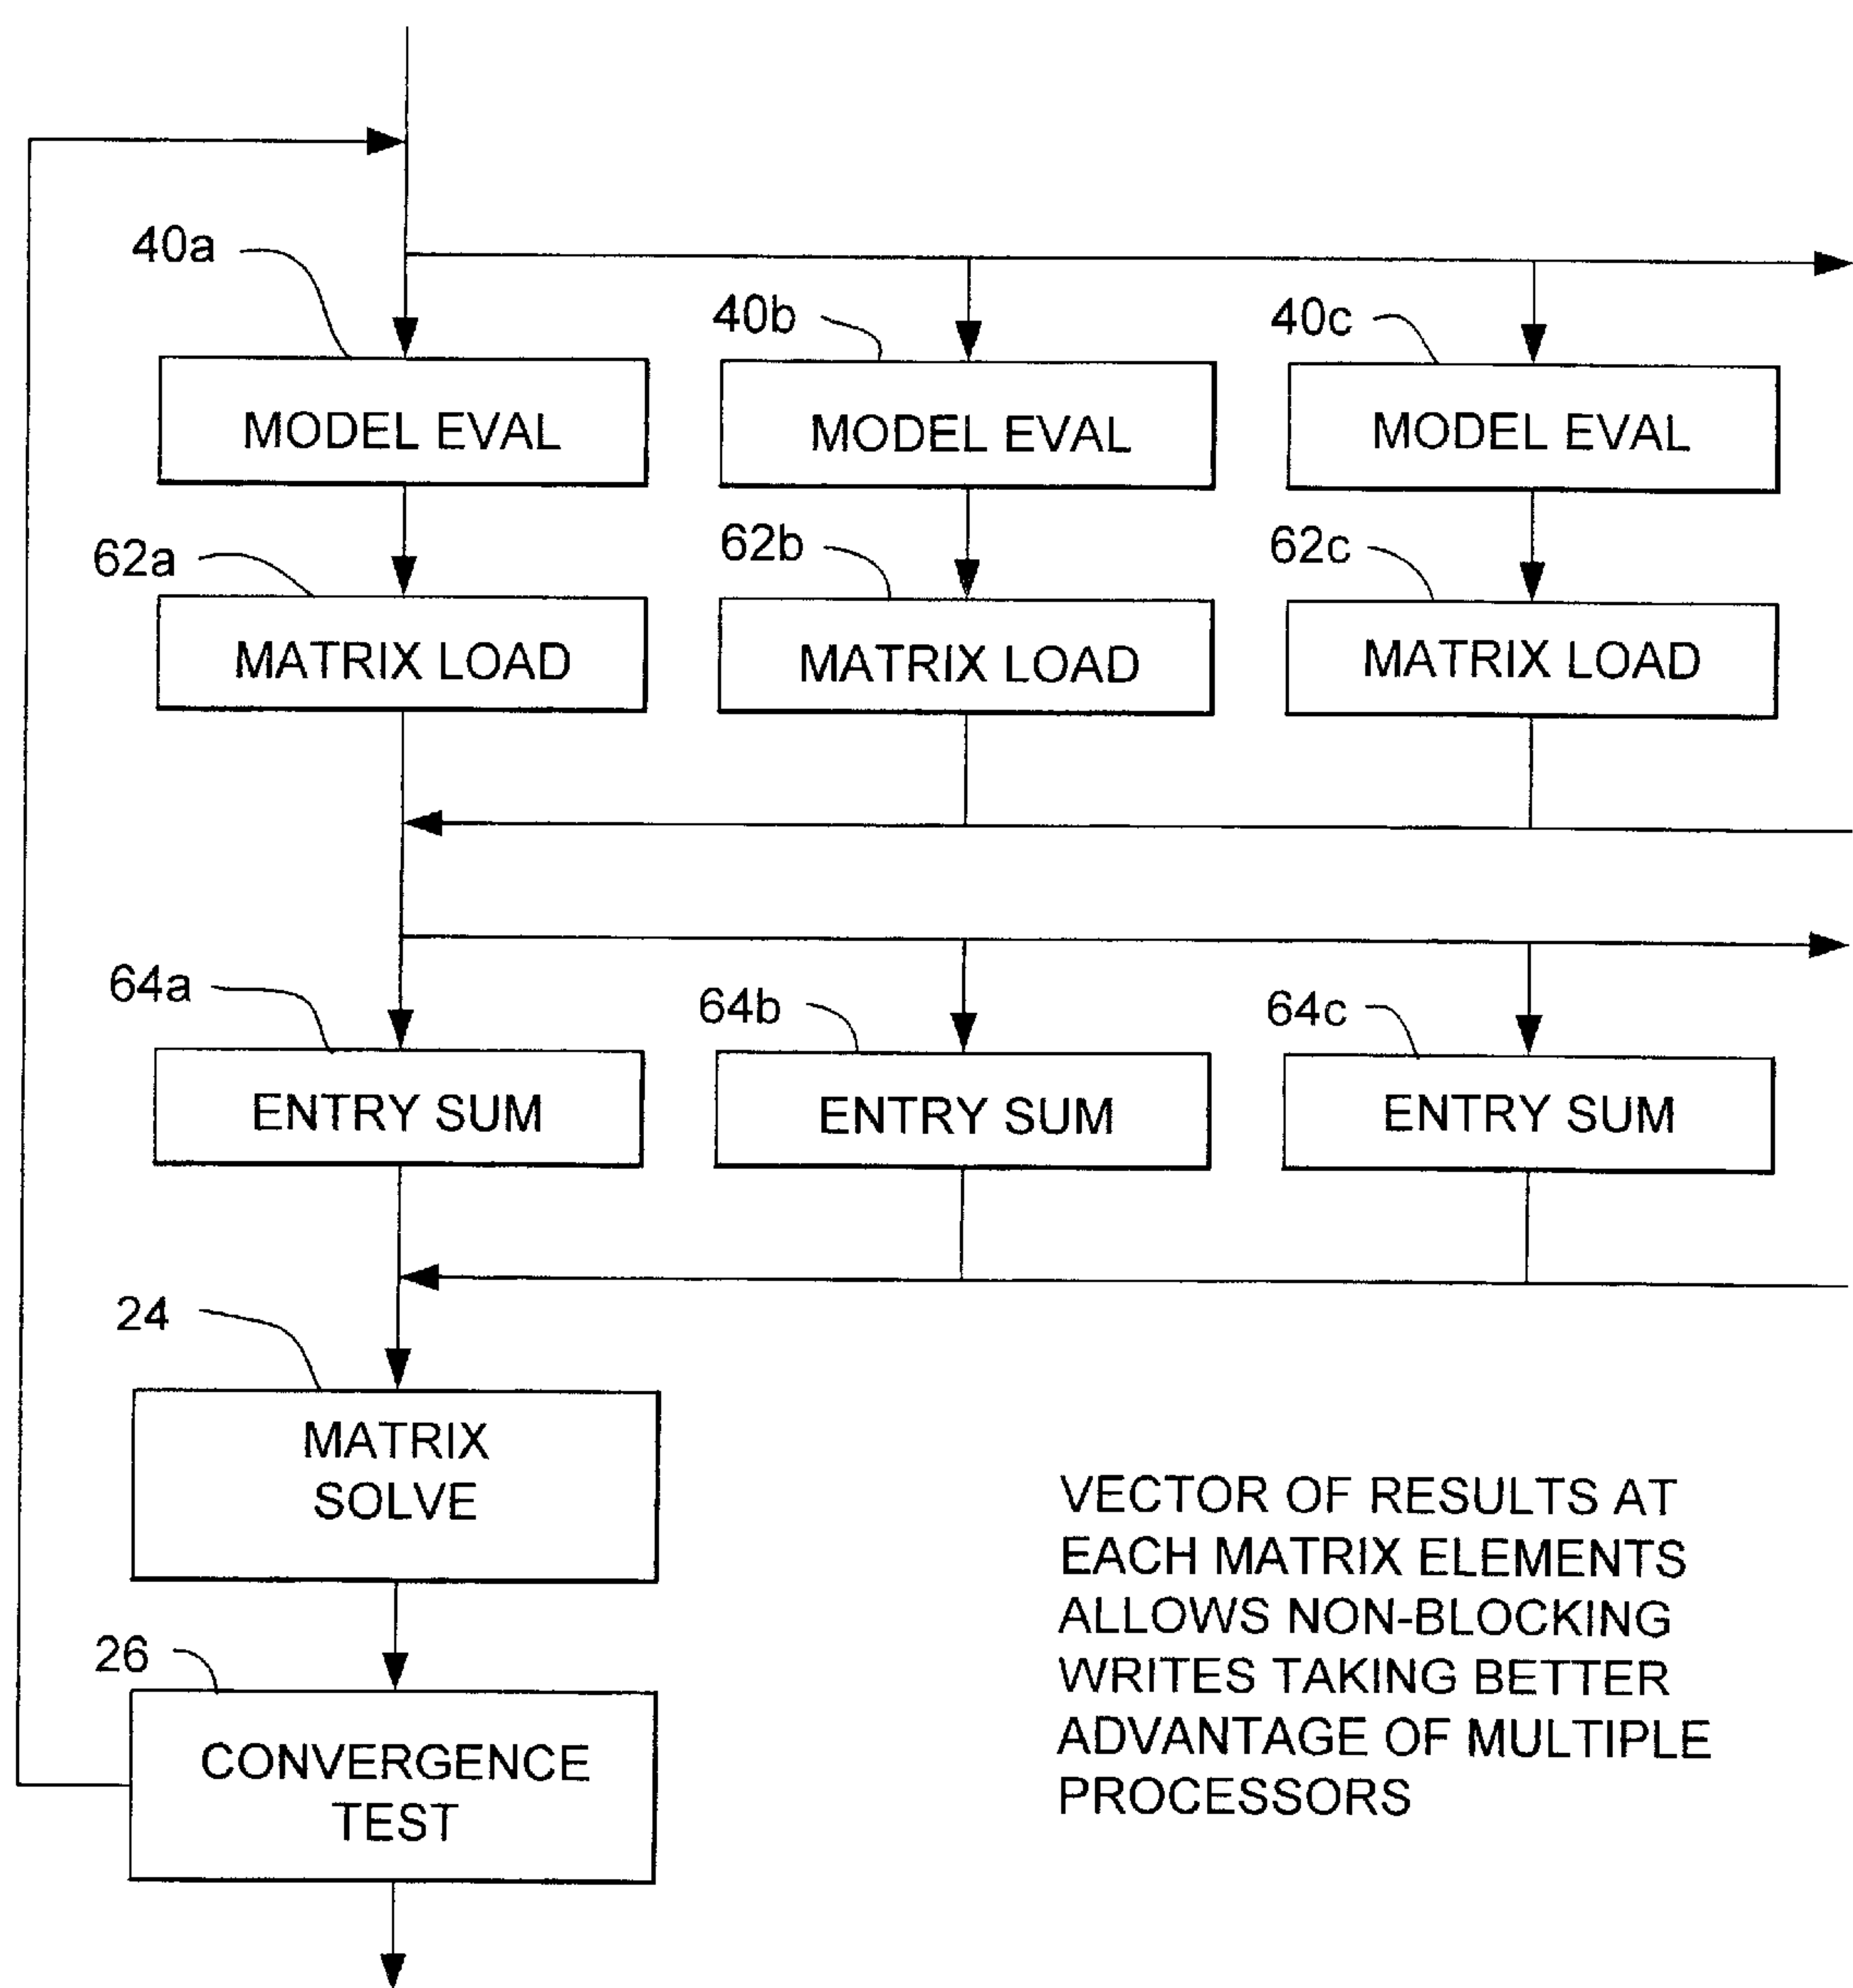 40a
40b
40c
MODEL EVAL
MODEL EVAL
MODEL EVAL
62a
62b
62c
MATRIX LOAD
MATRIX LOAD
MATRIX LOAD
64a
64b
64c
ENTRY SUM
ENTRY SUM
ENTRY SUM
24
MATRIX
SOLVE
26
CONVERGENCE
TEST
VECTOR OF RESULTS AT
EACH MATRIX ELEMENTS
ALLOWS NON-BLOCKING
WRITES TAKING BETTER
ADVANTAGE OF MULTIPLE
PROCESSORS